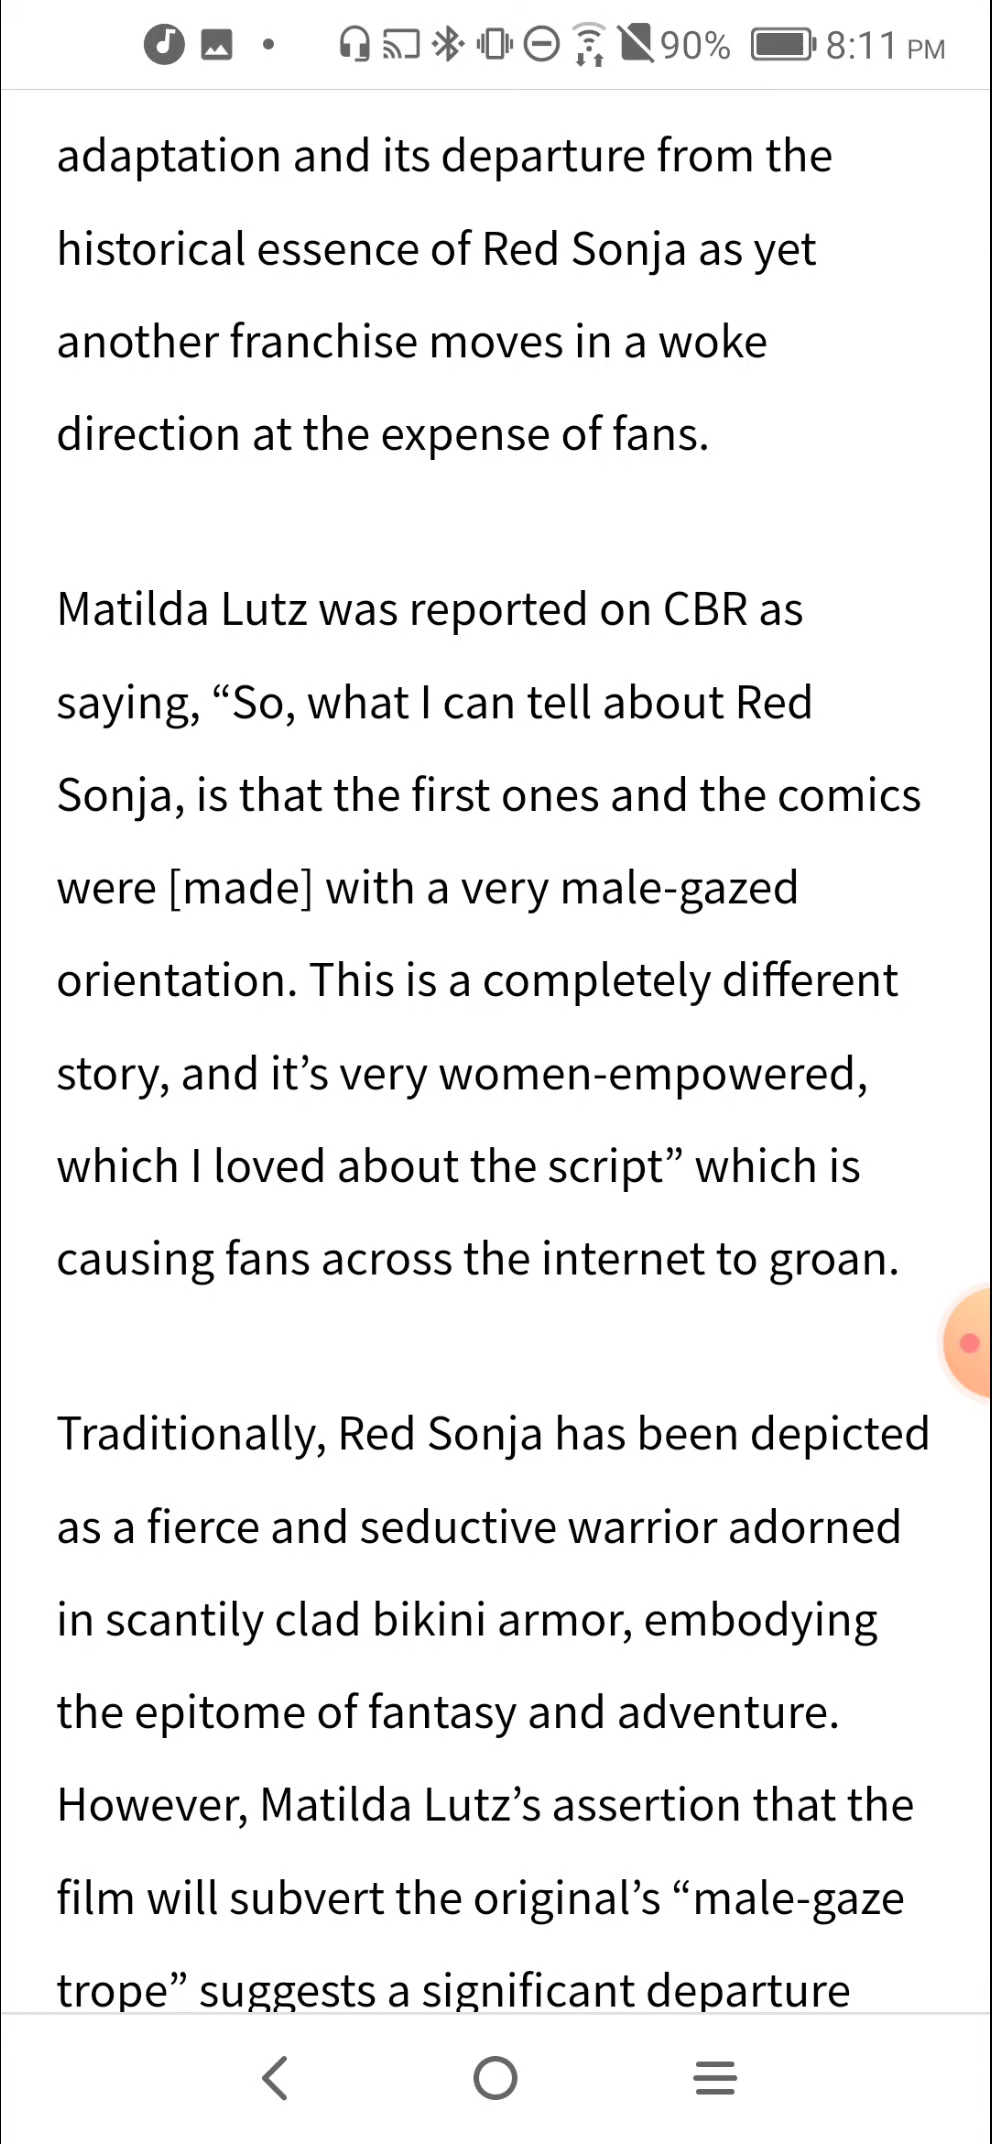 90% 8:11 PM
adaptation and its departure from the
historical essence of Red Sonja as yet
another franchise moves in a woke
direction at the expense of fans.
Matilda Lutz was reported on CBR as
saying, “So, what I can tell about Red
Sonja, is that the first ones and the comics
were [made] with a very male-gazed
orientation. This is a completely different
story, and it’s very women-empowered,
which I loved about the script” which is
causing fans across the internet to groan.
Traditionally, Red Sonja has been depicted
as a fierce and seductive warrior adorned
in scantily clad bikini armor, embodying
the epitome of fantasy and adventure.
However, Matilda Lutz’s assertion that the
film will subvert the original’s “male-gaze
trope” suggests a significant departure